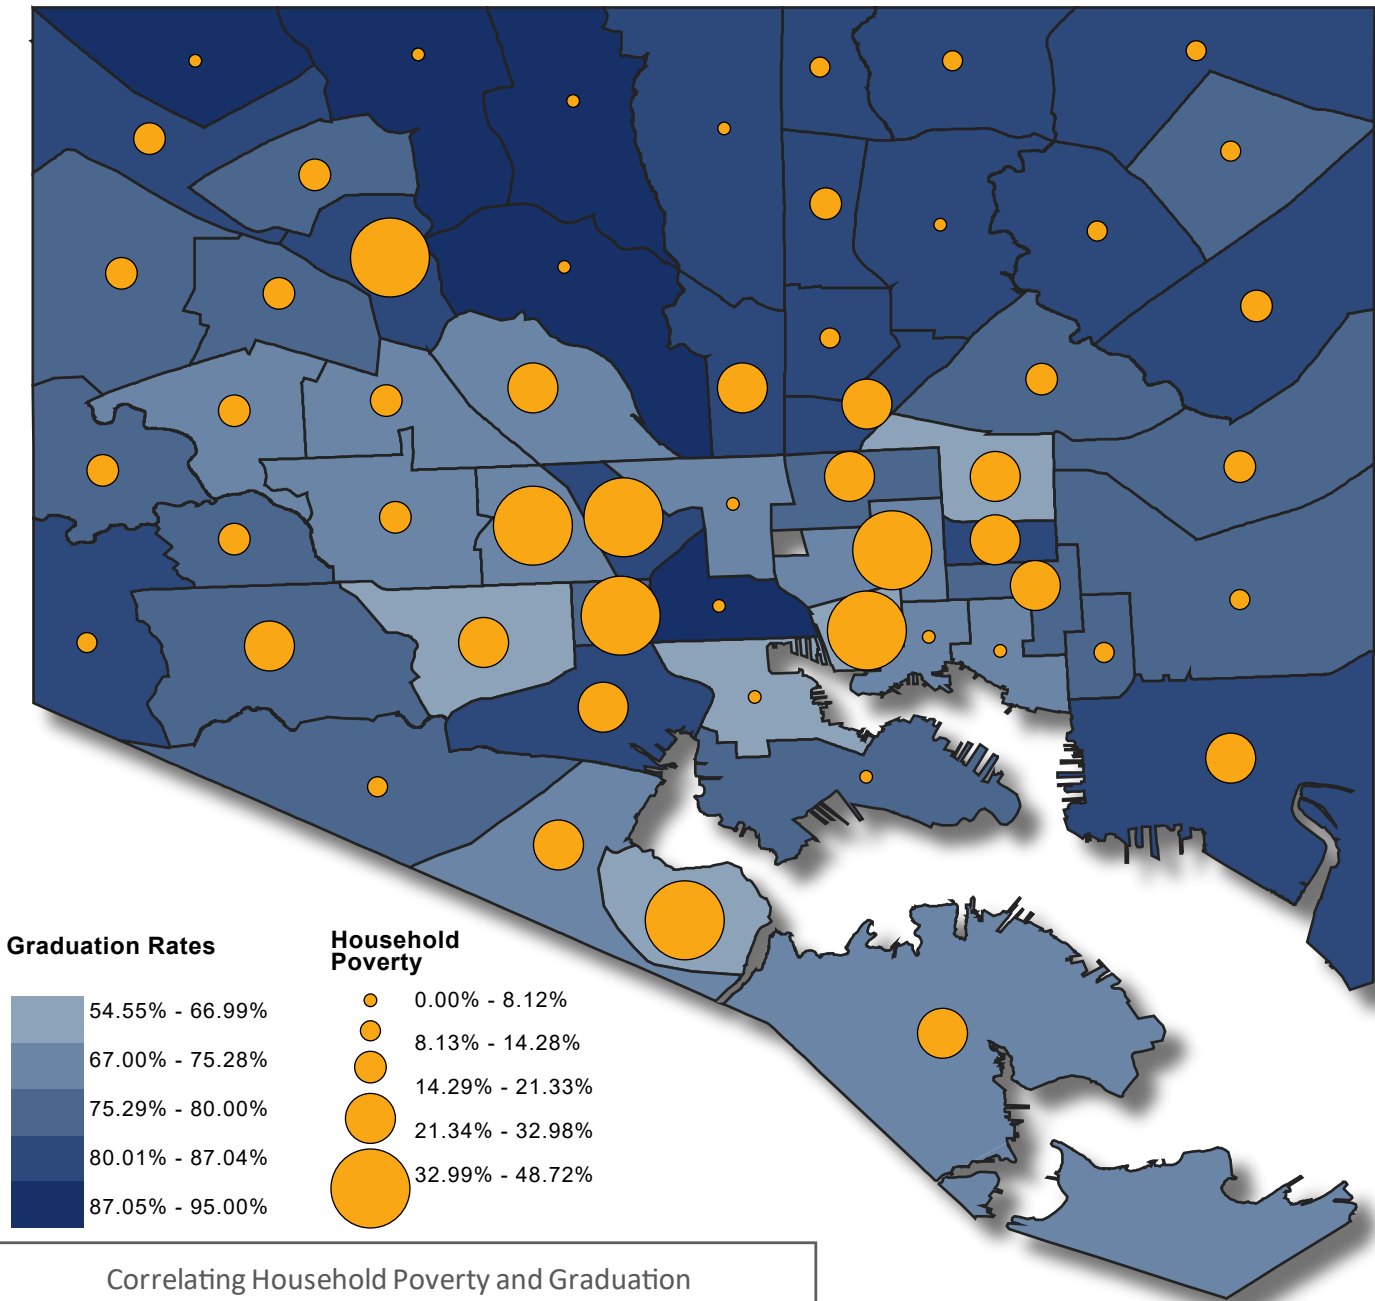 Graduation Rates
54.55% - 66.99%
67.00% - 75.28%
75.29% - 80.00%
80.01% - 87.04%
87.05% - 95.00%
Household
Poverty
0.00% - 8.12%
8.13% - 14.28%
14.29% - 21.33%
21.34% - 32.98%
32.99% - 48.72%
Correlating Household Poverty and Graduation